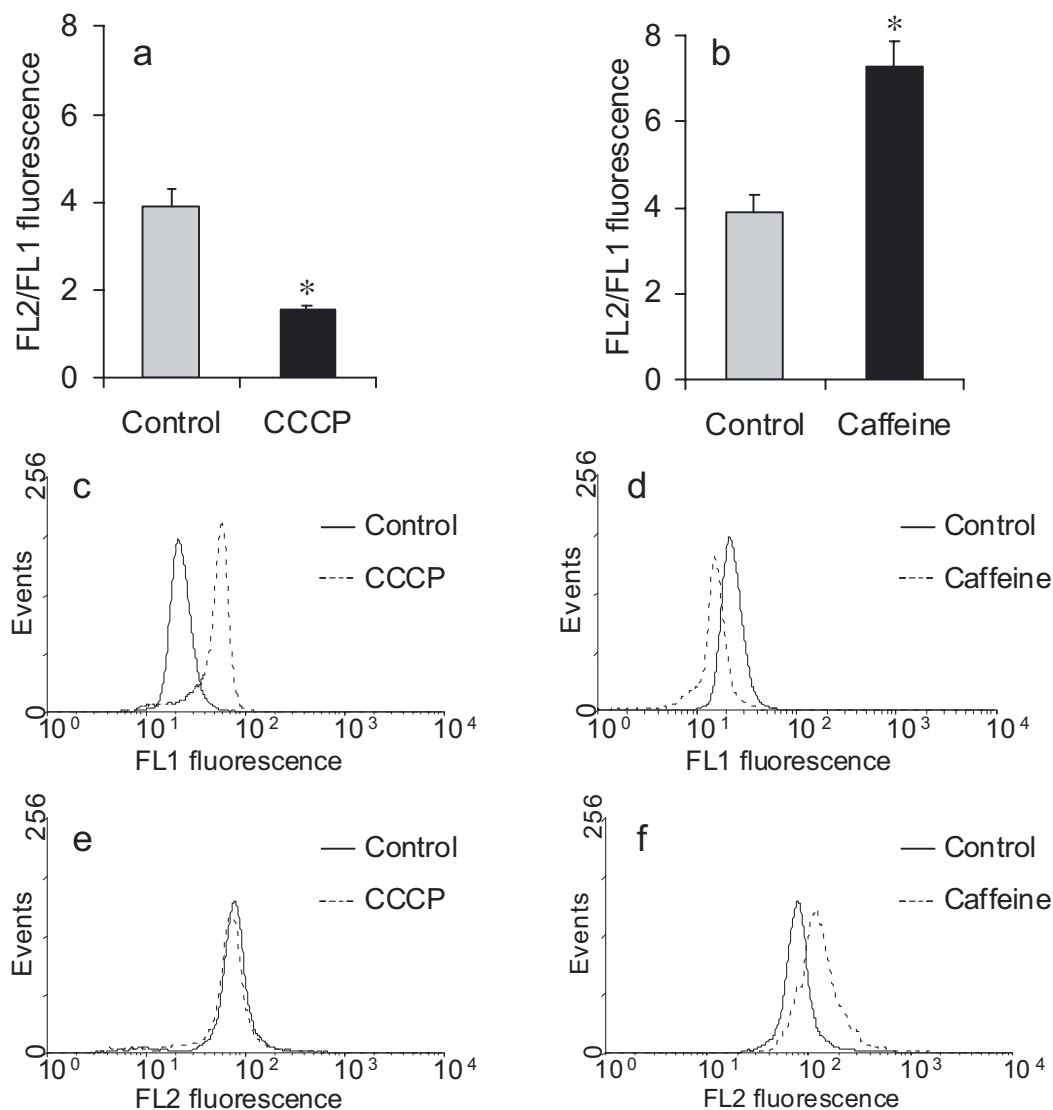 a
FL2/FL1 fluorescence
8
6
4
2
0
*
Control CCCP
b
FL2/FL1 fluorescence
8
6
4
2
0
*
Control Caffeine
c
Events
256
0
Control
CCCP
10^0 10^1 10^2 10^3 10^4
FL1 fluorescence
d
Events
256
0
Control
Caffeine
10^0 10^1 10^2 10^3 10^4
FL1 fluorescence
e
Events
256
0
Control
CCCP
10^0 10^1 10^2 10^3 10^4
FL2 fluorescence
f
Events
256
0
Control
Caffeine
10^0 10^1 10^2 10^3 10^4
FL2 fluorescence